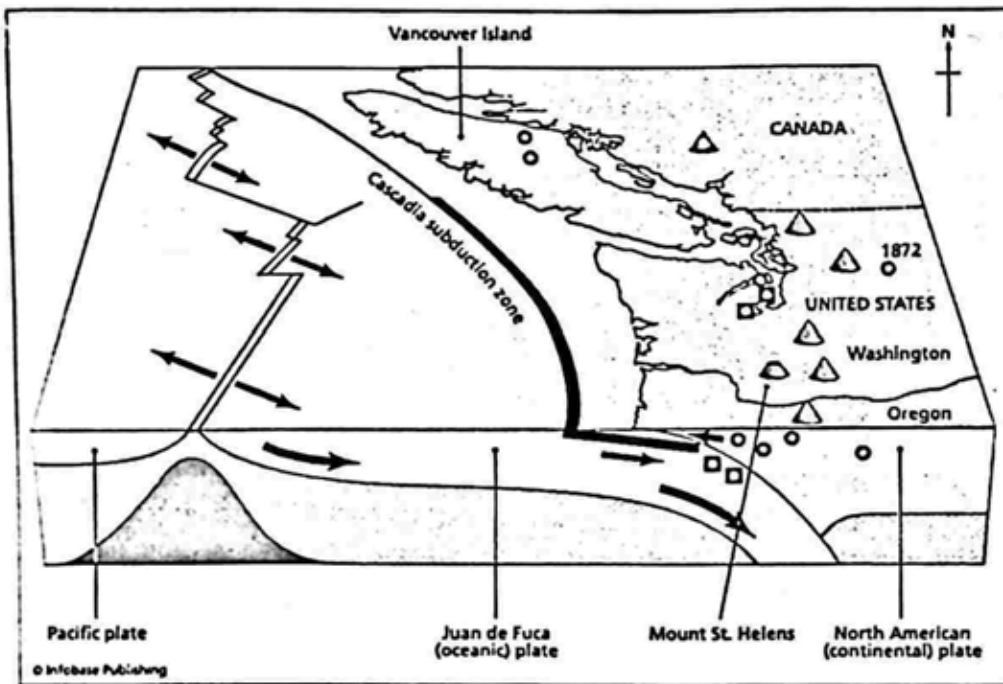 Vancouver Island
N
CANADA
Cascadia subduction zone
1872
UNITED STATES
Washington
Oregon
Pacific plate
Juan de Fuca
(oceanic) plate
Mount St. Helens
North American
(continental) plate
© Infobase Publishing